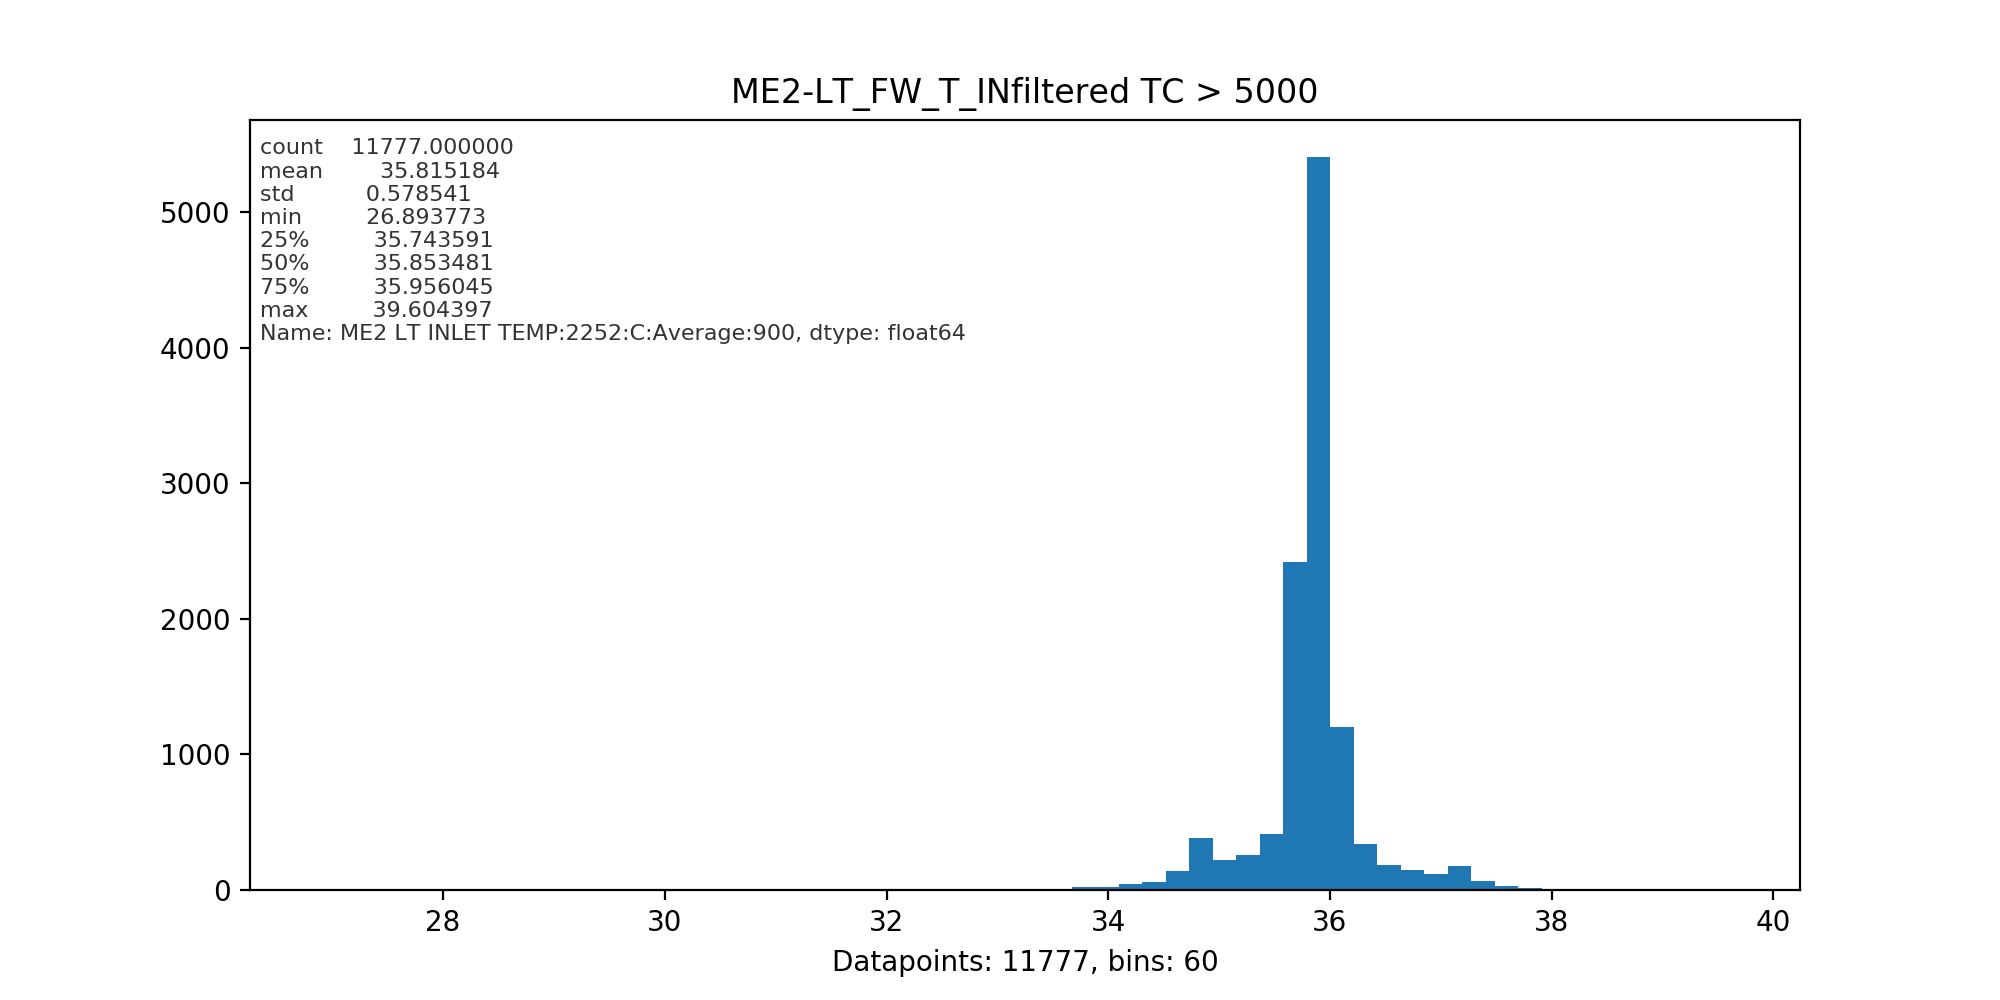 ME2-LT_FW_T_INfiltered TC > 5000
count 11777.000000
mean 35.815184
std 0.578541
min 26.893773
25% 35.743591
50% 35.853481
75% 35.956045
max 39.604397
Name: ME2 LT INLET TEMP:2252:C:Average:900, dtype: float64
5000
4000
3000
2000
1000
0
28 30 32 34 36 38 40
Datapoints: 11777, bins: 60